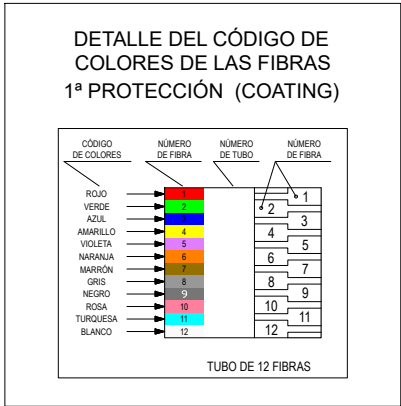 DETALLE DEL CÓDIGO DE
COLORES DE LAS FIBRAS
1ª PROTECCIÓN (COATING)
CÓDIGO
DE COLORES
NÚMERO
DE FIBRA
NÚMERO
DE TUBO
NÚMERO
DE FIBRA
ROJO 1 1
VERDE 2 2
AZUL 3 3
AMARILLO 4 4
VIOLETA 5 5
NARANJA 6 6
MARRÓN 7 7
GRIS 8 8
NEGRO 9 9
ROSA 10 10
TURQUESA 11 11
BLANCO 12 12
TUBO DE 12 FIBRAS